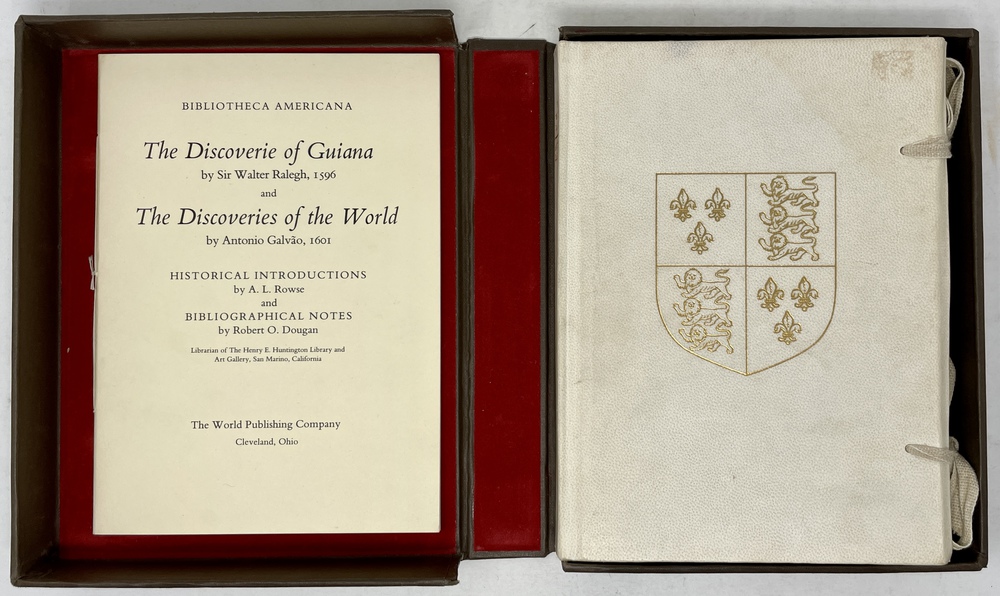 BIBLIOTHECA AMERICANA
The Discoverie of Guiana
by Sir Walter Ralegh, 1596
and
The Discoveries of the World
by Antonio Galvão, 1601
HISTORICAL INTRODUCTIONS
by A. L. Rowse
and
BIBLIOGRAPHICAL NOTES
by Robert O. Dougan
Librarian of The Henry E. Huntington Library and
Art Gallery, San Marino, California
The World Publishing Company
Cleveland, Ohio